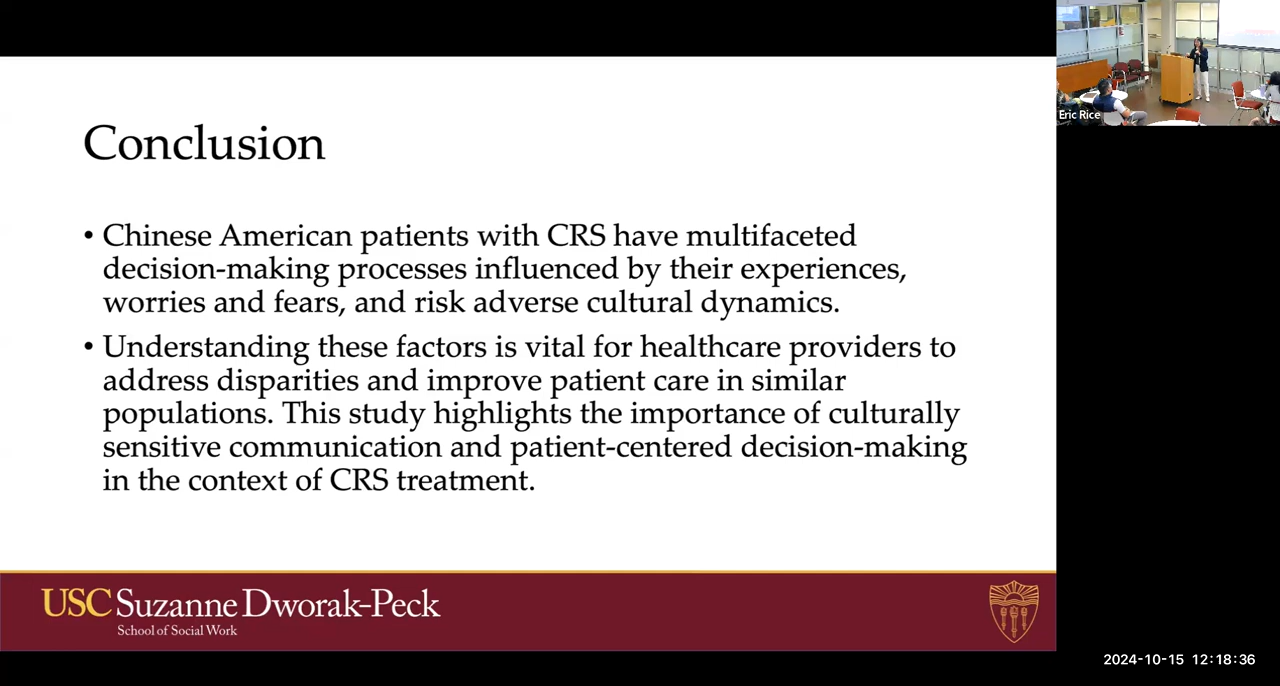 Conclusion
• Chinese American patients with CRS have multifaceted
decision-making processes influenced by their experiences,
worries and fears, and risk adverse cultural dynamics.
• Understanding these factors is vital for healthcare providers to
address disparities and improve patient care in similar
populations. This study highlights the importance of culturally
sensitive communication and patient-centered decision-making
in the context of CRS treatment.
USC Suzanne Dworak-Peck
School of Social Work
Eric Rice
2024-10-15 12:18:36